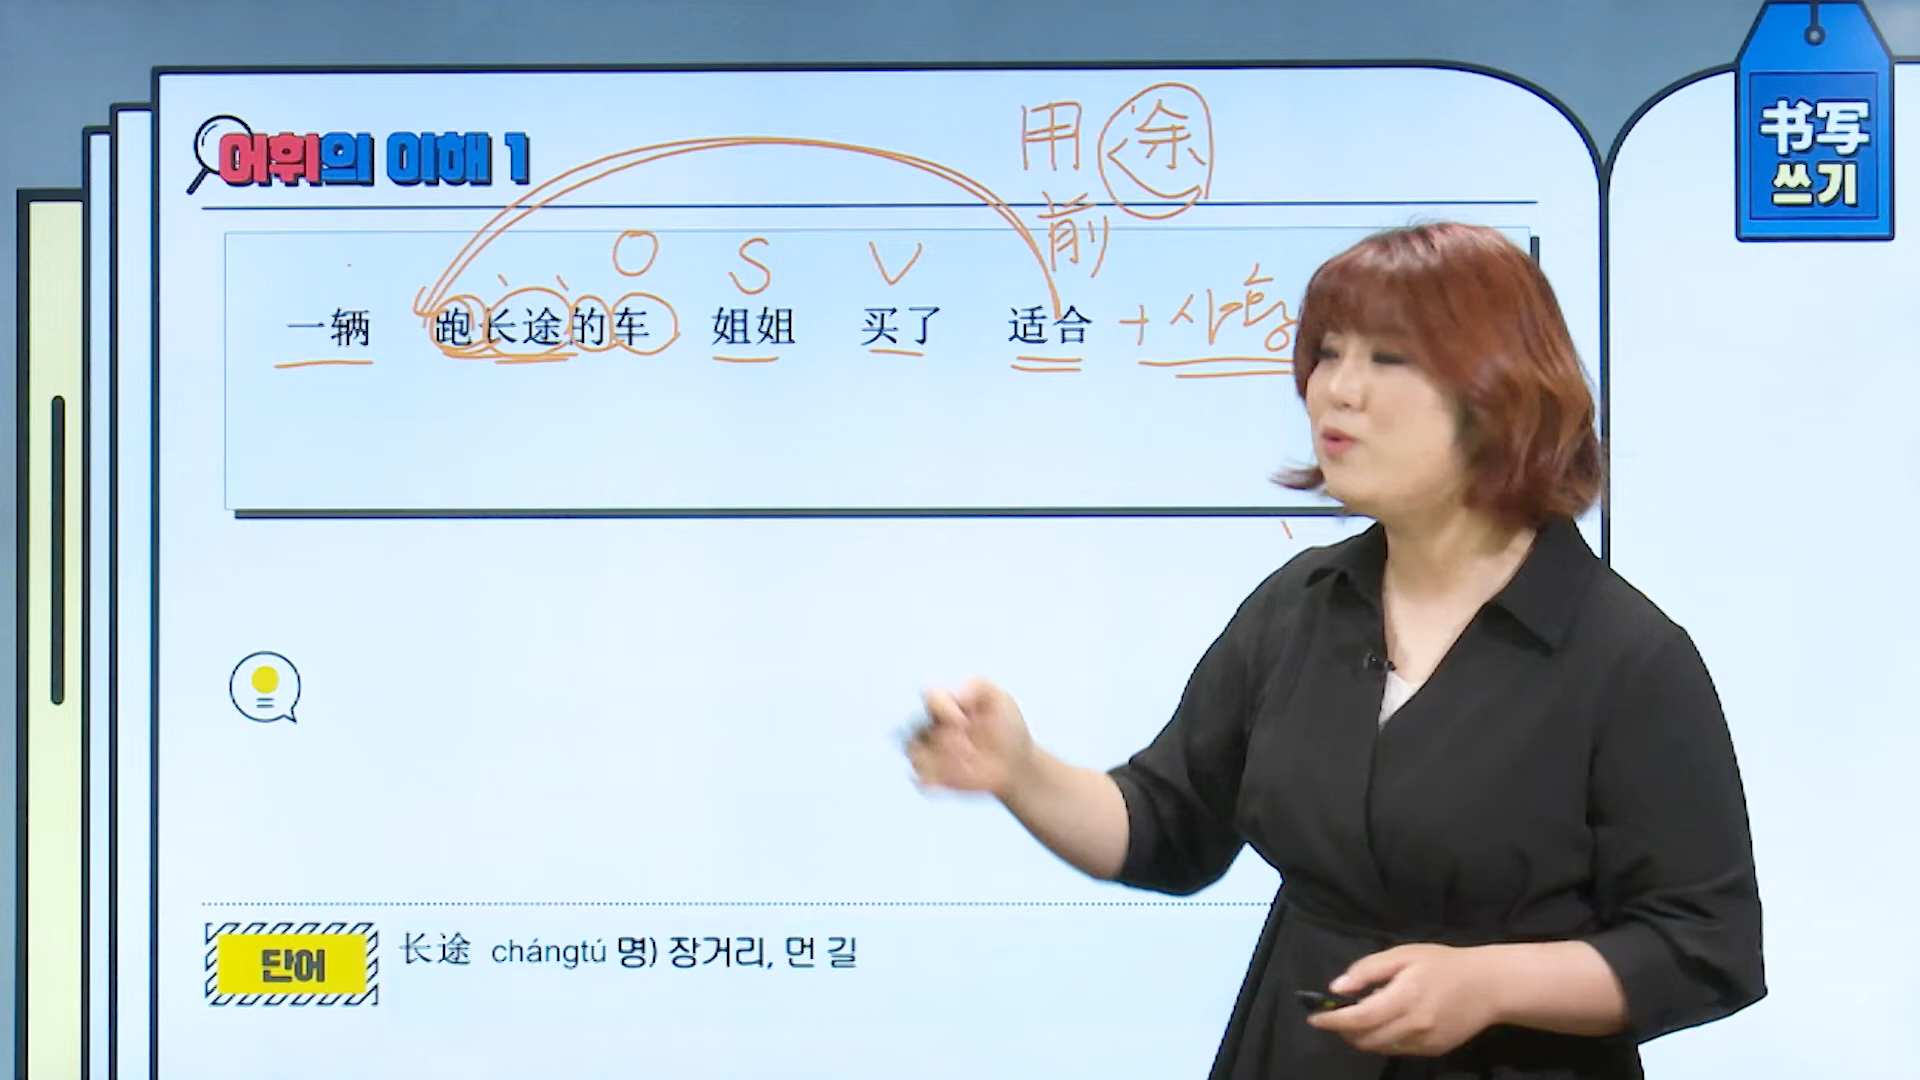 어휘의 이해 1
书写
쓰기
用途
前
O S V
一辆 跑长途的车 姐姐 买了 适合 + 사람
단어 长途 chángtú 명) 장거리, 먼 길